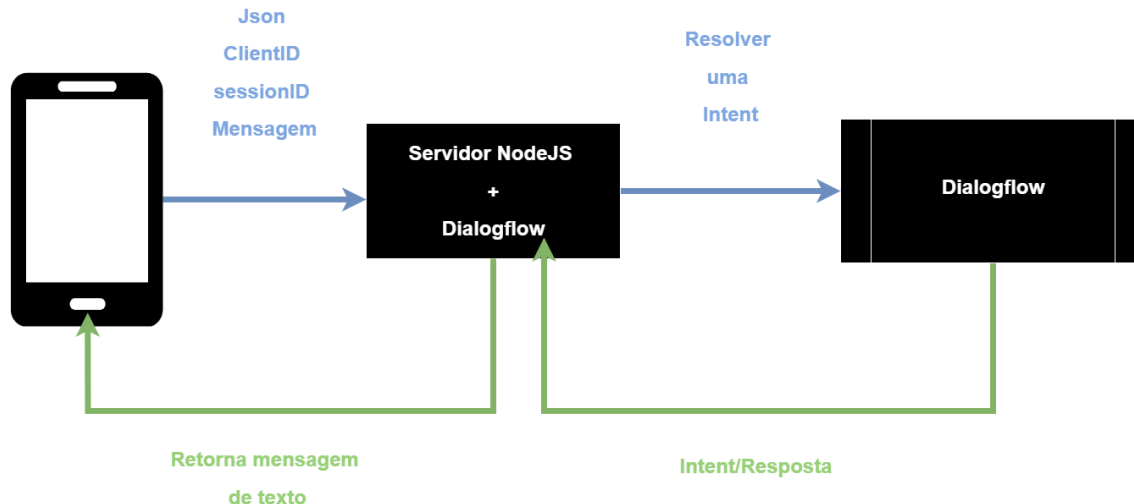 Json
ClientID
sessionID
Mensagem
Resolver
uma
Intent
Servidor NodeJS
+
Dialogflow
Dialogflow
Retorna mensagem
de texto
Intent/Resposta